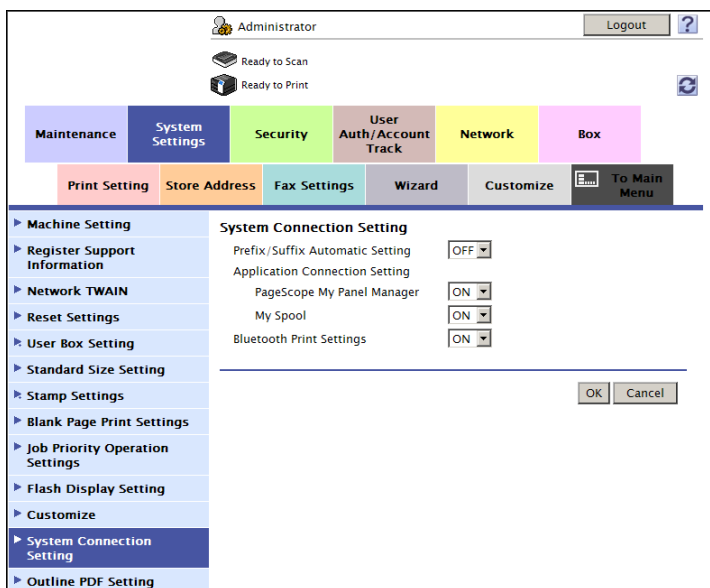 Administrator
Logout
?
Ready to Scan
Ready to Print
Maintenance
System
Settings
Security
User
Auth/Account
Track
Network
Box
Print Setting
Store Address
Fax Settings
Wizard
Customize
To Main
Menu
Machine Setting
Register Support
Information
Network TWAIN
Reset Settings
User Box Setting
Standard Size Setting
Stamp Settings
Blank Page Print Settings
Job Priority Operation
Settings
Flash Display Setting
Customize
System Connection
Setting
Outline PDF Setting
System Connection Setting
Prefix/Suffix Automatic Setting OFF
Application Connection Setting
PageScope My Panel Manager ON
My Spool ON
Bluetooth Print Settings ON
OK Cancel